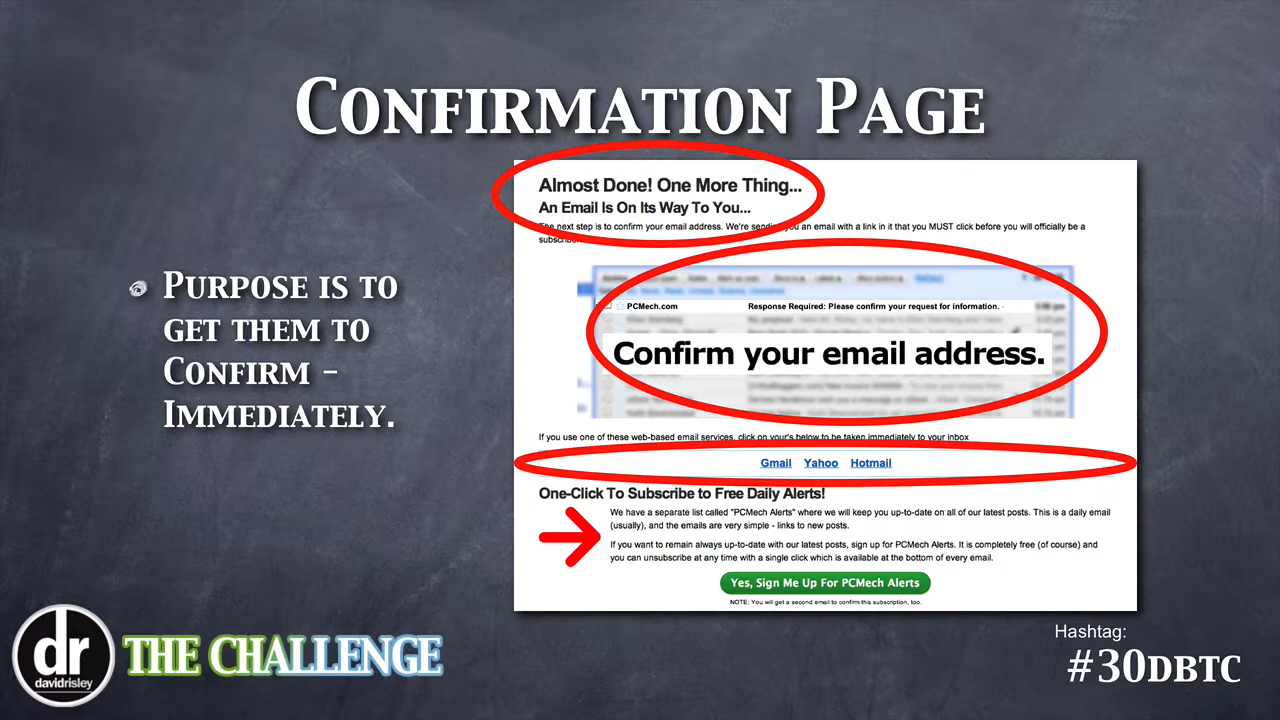 Confirmation Page
Purpose is to
get them to
Confirm –
Immediately.
Almost Done! One More Thing...
An Email Is On Its Way To You...
The next step is to confirm your email address. We're sending you an email with a link in it that you MUST click before you will officially be a
subscriber.
PCMech.com Response Required: Please confirm your request for information. -
Confirm your email address.
If you use one of these web-based email services, click on your's below to be taken immediately to your inbox
Gmail Yahoo Hotmail
One-Click To Subscribe to Free Daily Alerts!
We have a separate list called "PCMech Alerts" where we will keep you up-to-date on all of our latest posts. This is a daily email
(usually), and the emails are very simple - links to new posts.
If you want to remain always up-to-date with our latest posts, sign up for PCMech Alerts. It is completely free (of course) and
you can unsubscribe at any time with a single click which is available at the bottom of every email.
Yes, Sign Me Up For PCMech Alerts
NOTE: You will get a second email to confirm this subscription, too.
dr
davidrisley
THE CHALLENGE
Hashtag:
#30dbtc